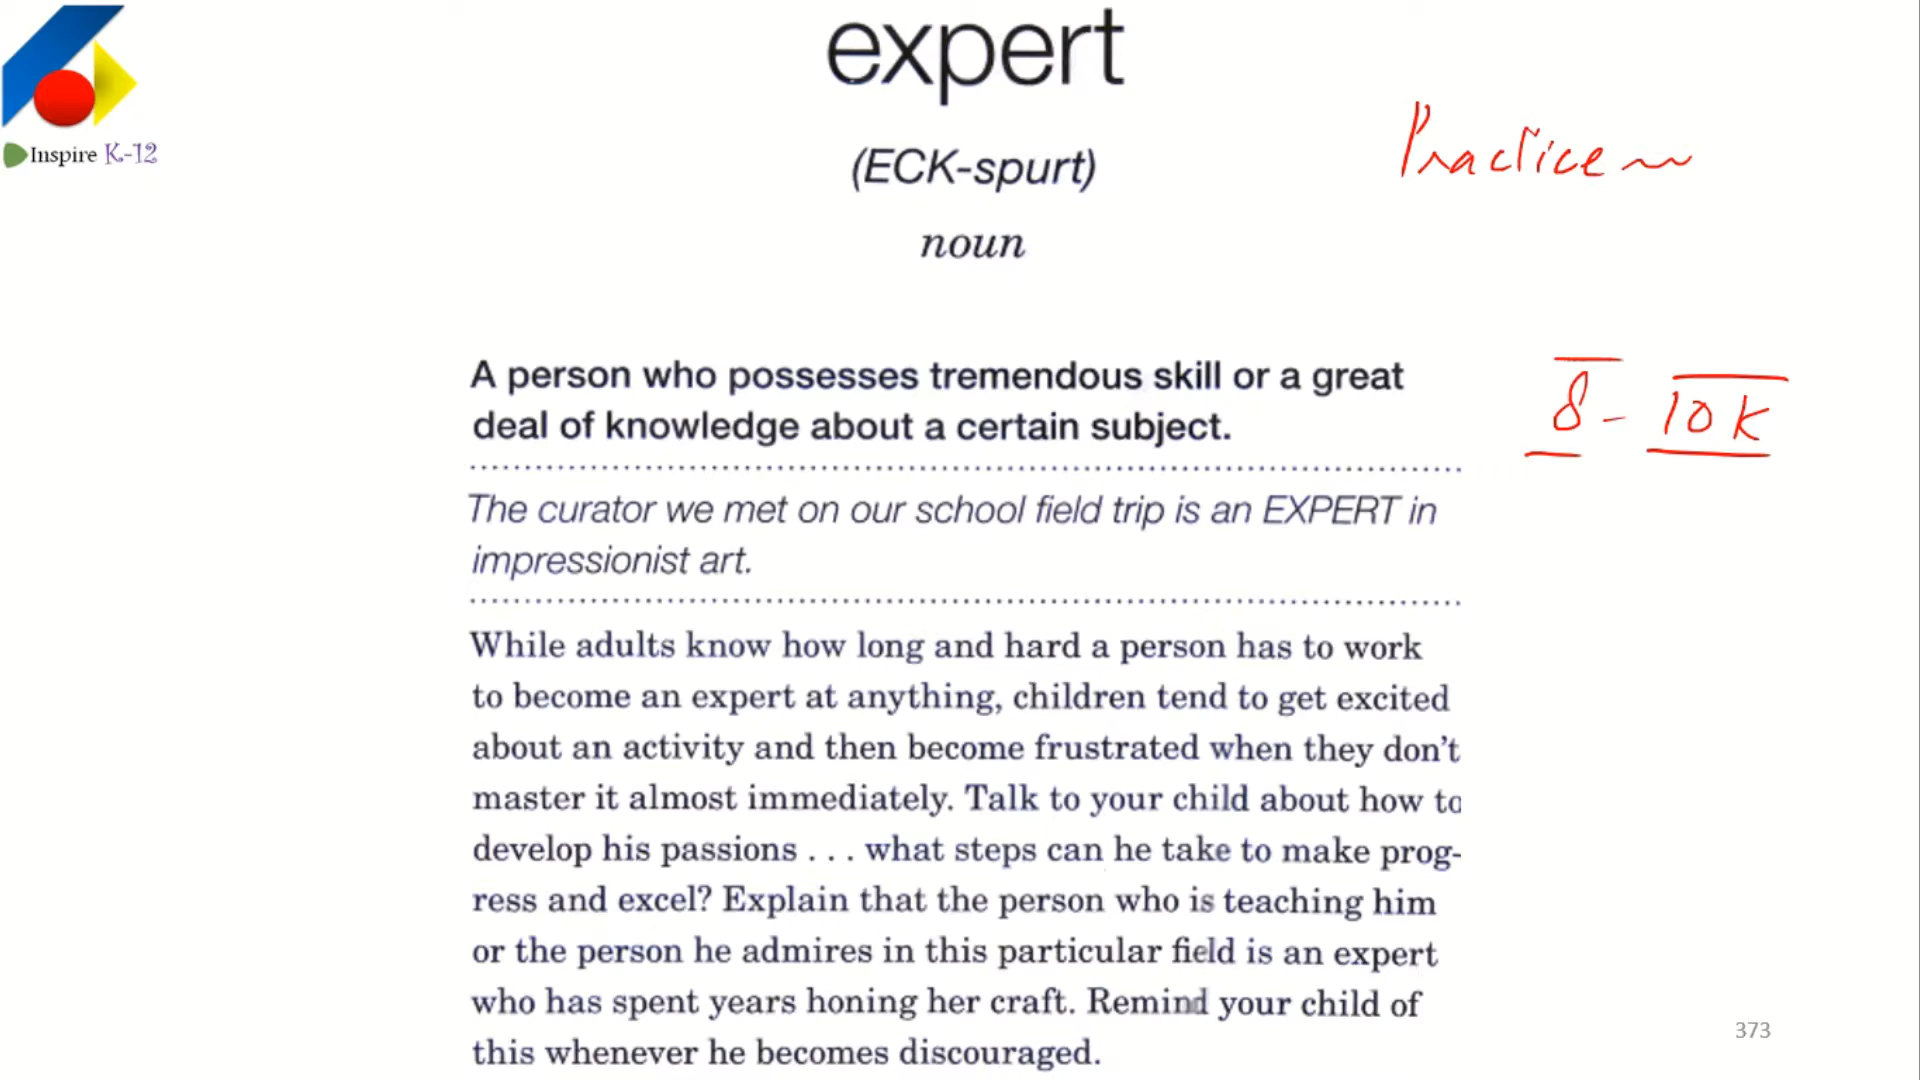 expert
Inspire K-12
(ECK-spurt)
Practice
noun
A person who possesses tremendous skill or a great
deal of knowledge about a certain subject.
8 - 10k
The curator we met on our school field trip is an EXPERT in
impressionist art.
While adults know how long and hard a person has to work
to become an expert at anything, children tend to get excited
about an activity and then become frustrated when they don't
master it almost immediately. Talk to your child about how to
develop his passions . . . what steps can he take to make prog-
ress and excel? Explain that the person who is teaching him
or the person he admires in this particular field is an expert
who has spent years honing her craft. Remind your child of
this whenever he becomes discouraged.
373